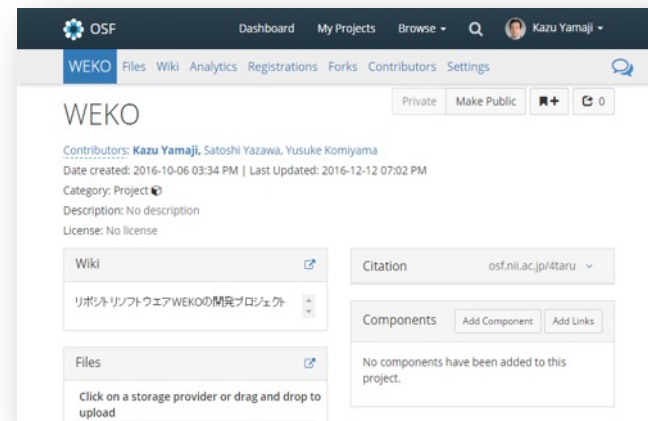 OSF Dashboard My Projects Browse Kazu Yamaji
WEKO Files Wiki Analytics Registrations Forks Contributors Settings
WEKO
Private Make Public 0
Contributors: Kazu Yamaji, Satoshi Yazawa, Yusuke Komiyama
Date created: 2016-10-06 03:34 PM | Last Updated: 2016-12-12 07:02 PM
Category: Project
Description: No description
License: No license
Wiki
リポジトリソフトウエアWEKOの開発プロジェクト
Files
Click on a storage provider or drag and drop to
upload
Citation osf.nii.ac.jp/4taru
Components Add Component Add Links
No components have been added to this
project.